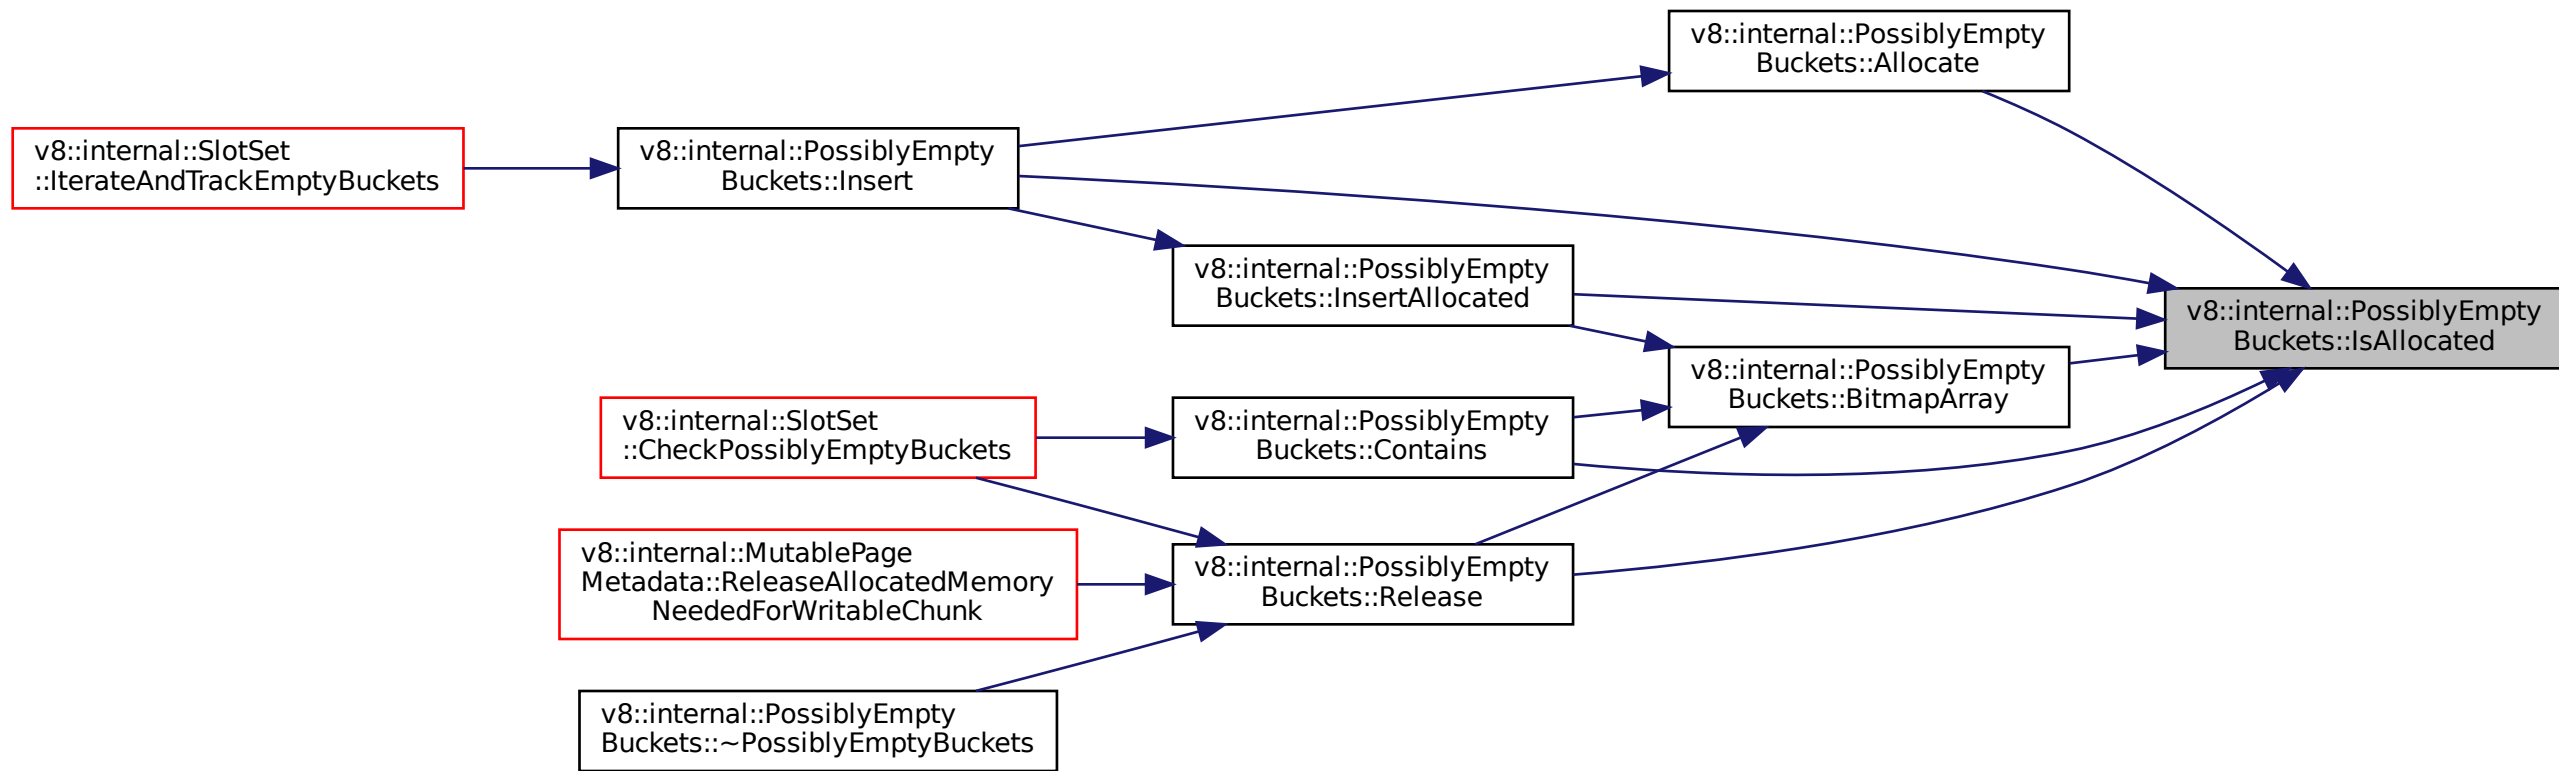 v8::internal::PossiblyEmpty
Buckets::Allocate
v8::internal::SlotSet
::IterateAndTrackEmptyBuckets
v8::internal::PossiblyEmpty
Buckets::Insert
v8::internal::PossiblyEmpty
Buckets::InsertAllocated
v8::internal::PossiblyEmpty
Buckets::IsAllocated
v8::internal::PossiblyEmpty
Buckets::BitmapArray
v8::internal::SlotSet
::CheckPossiblyEmptyBuckets
v8::internal::PossiblyEmpty
Buckets::Contains
v8::internal::MutablePage
Metadata::ReleaseAllocatedMemory
NeededForWritableChunk
v8::internal::PossiblyEmpty
Buckets::Release
v8::internal::PossiblyEmpty
Buckets::~PossiblyEmptyBuckets